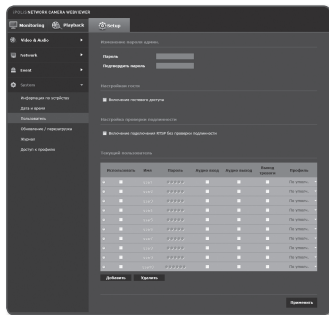 iPOLiS NETWORK CAMERA WEBVIEWER
Monitoring
Playback
Setup
Video & Audio
Network
Event
System
Информация по устройству
Дата и время
Пользователь
Обновление / перезагрузка
Журнал
Доступ к профилю
Изменение пароля админ.
Пароль
Подтвердить пароль
Настройки гостя
Включение гостевого доступа
Настройка проверки подлинности
Включение подключения RTSP без проверки подлинности
Текущий пользователь
Использовать Имя Пароль Аудио вход Аудио выход Выход тревоги Профиль
Добавить
Удалить
Применить